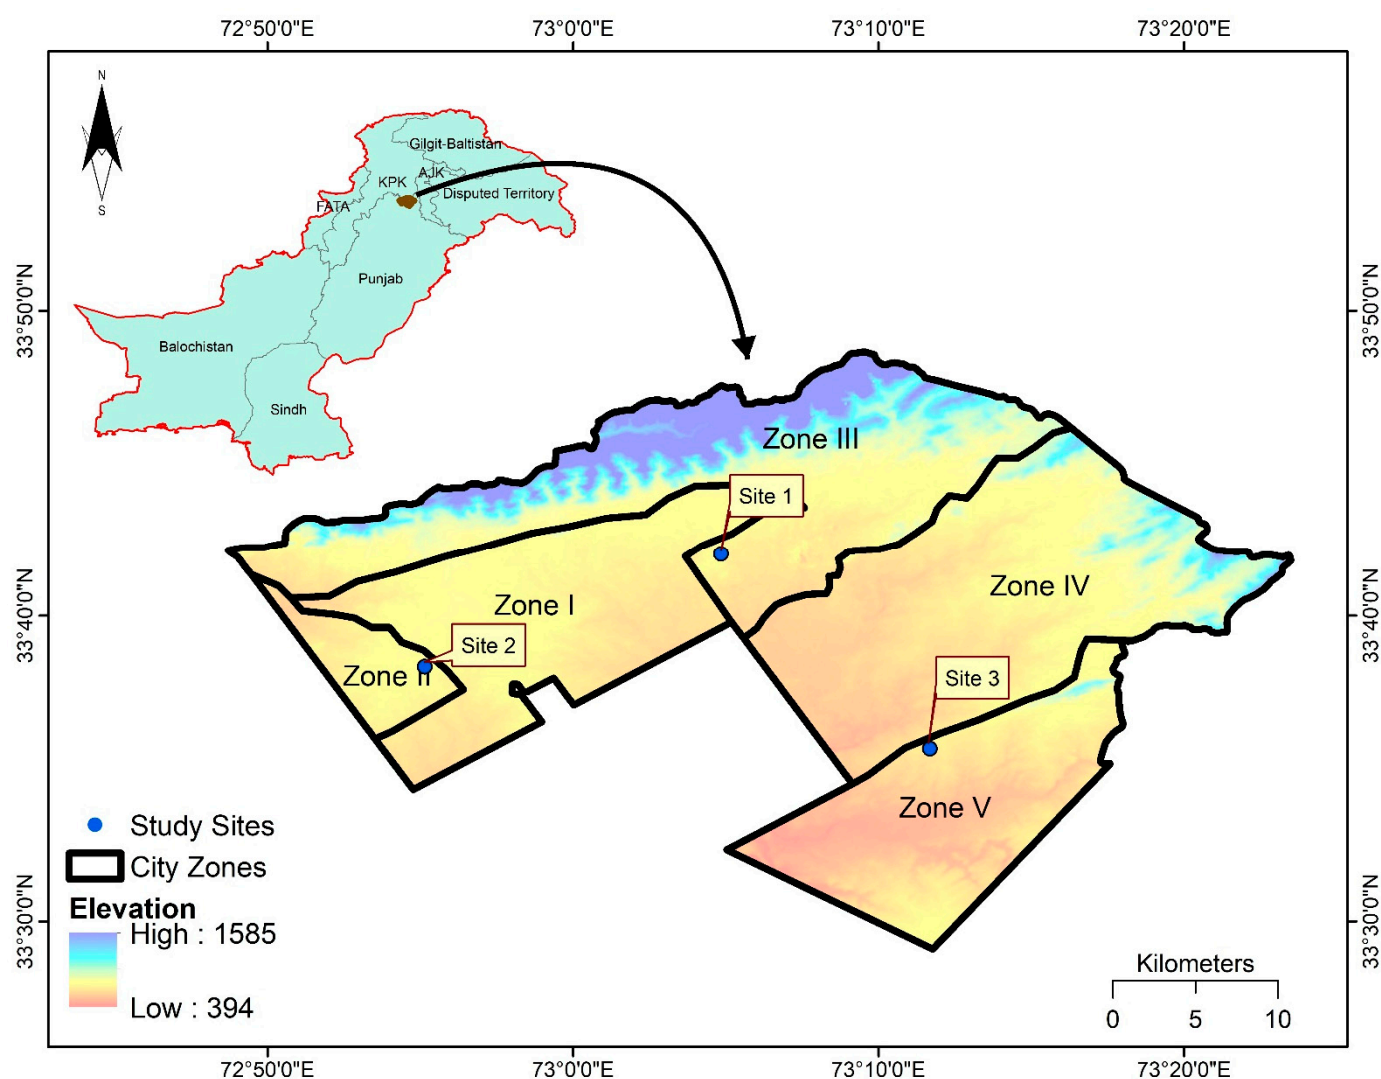 72°50'0"E
73°0'0"E
73°10'0"E
73°20'0"E
N
S
Gilgit-Baltistan
AJK
KPK
Disputed Territory
FATA
Punjab
Balochistan
Sindh
33°50'0"N
33°50'0"N
Zone III
Site 1
Zone IV
Zone I
33°40'0"N
33°40'0"N
Site 2
Zone II
Site 3
Zone V
Study Sites
City Zones
Elevation
High : 1585
Low : 394
33°30'0"N
33°30'0"N
Kilometers
0 5 10
72°50'0"E
73°0'0"E
73°10'0"E
73°20'0"E